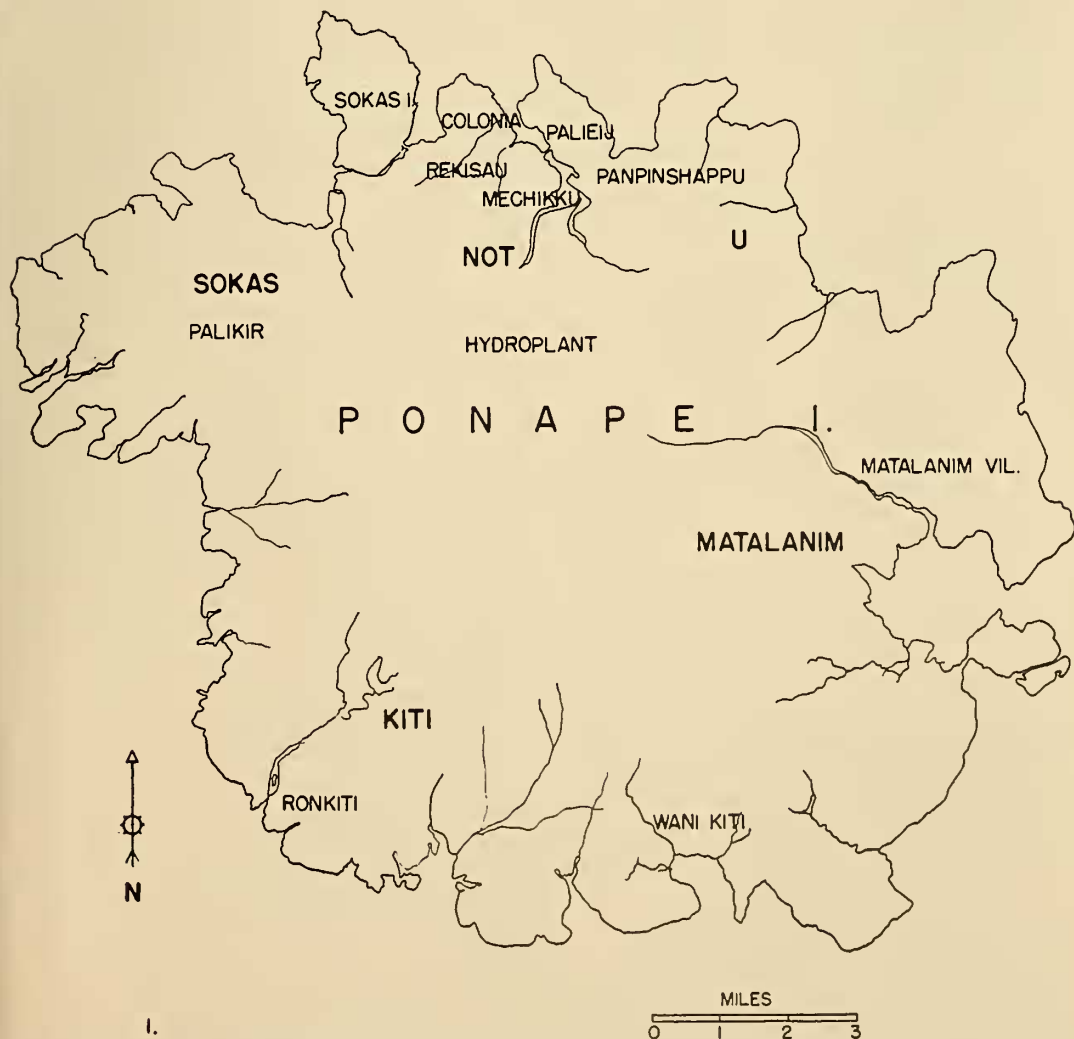 SOKAS I.
COLONIA
PALIEIJ
REKISAU
PANPINSHAPPU
MECHIKKU
U
NOT
SOKAS
PALIKIR
HYDROPLANT
PONAPE I.
MATALANIM VIL.
MATALANIM
KITI
RONKITI
WANI KITI
N
MILES
0 1 2 3
1.